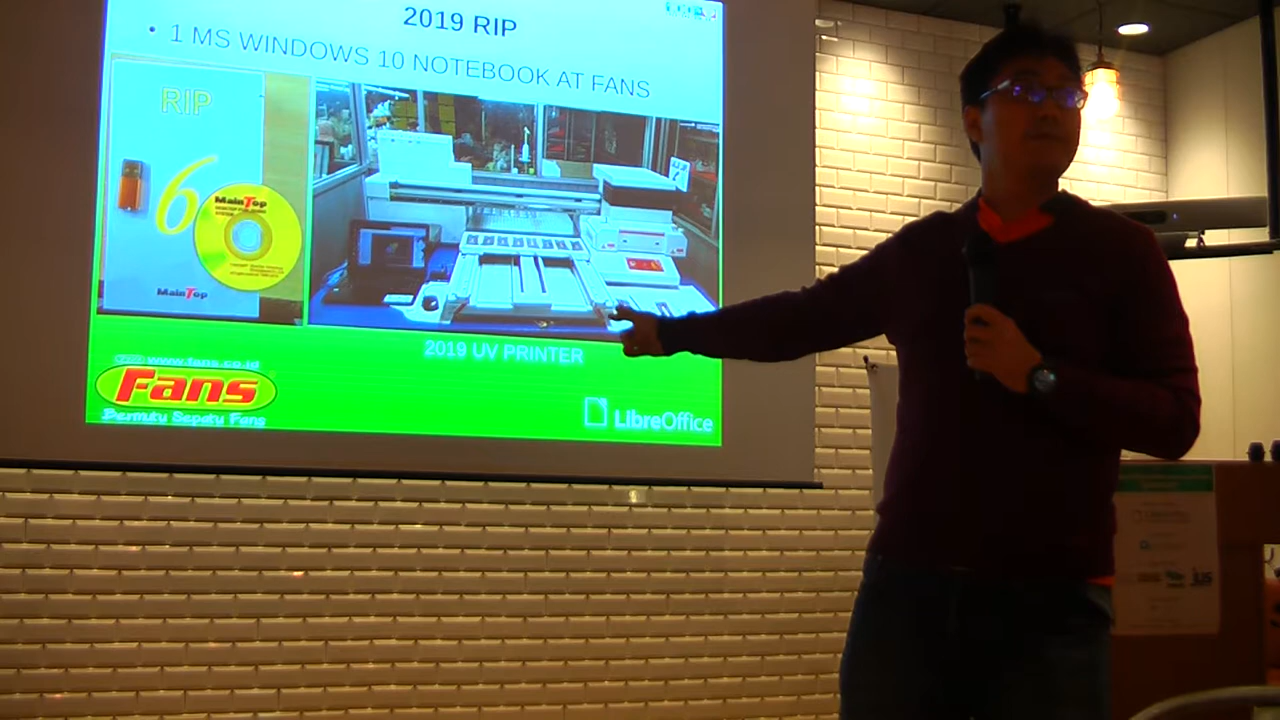 2019 RIP
• 1 MS WINDOWS 10 NOTEBOOK AT FANS
RIP
6
MainTop
MainTop
2019 UV PRINTER
www.fans.co.id
Fans
Bermutu Sepatu Fans
LibreOffice